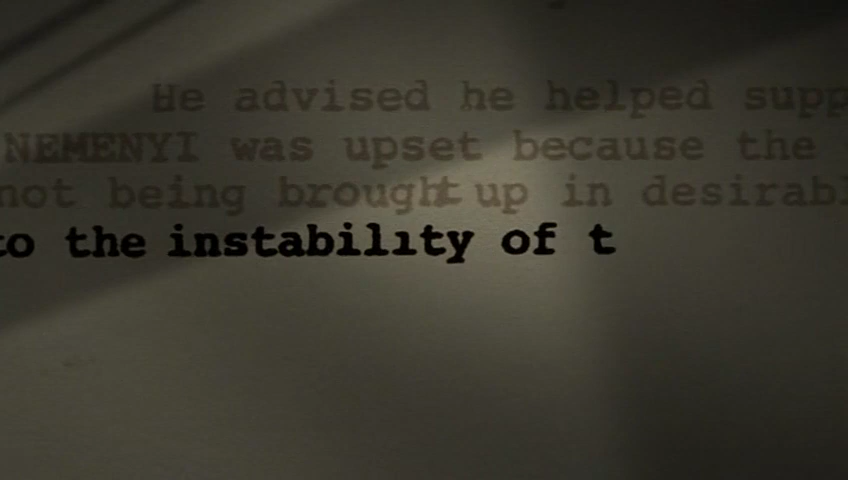 He advised he helped supp
NEMENYI was upset because the
not being brought up in desirabl
to the instability of t